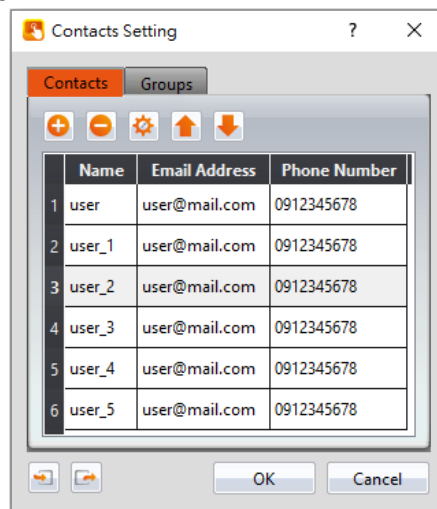 Contacts Setting ? ×
Contacts Groups
Name Email Address Phone Number
1 user user@mail.com 0912345678
2 user_1 user@mail.com 0912345678
3 user_2 user@mail.com 0912345678
4 user_3 user@mail.com 0912345678
5 user_4 user@mail.com 0912345678
6 user_5 user@mail.com 0912345678
OK Cancel